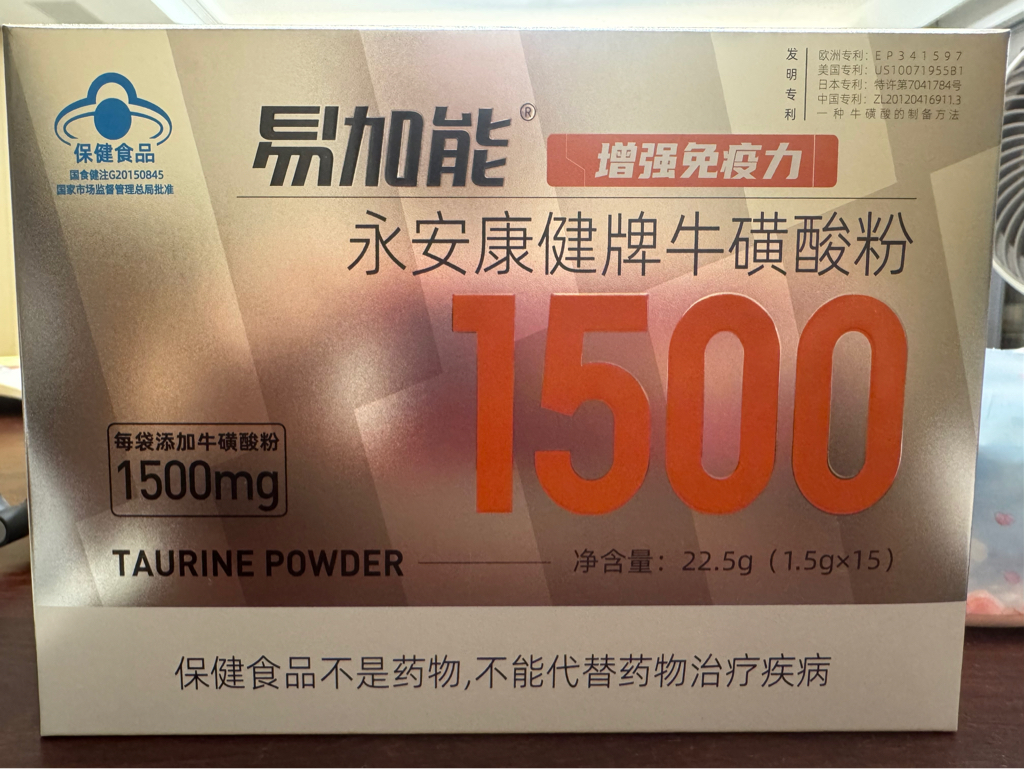 保健食品
国食健注G20150845
国家市场监督管理总局批准
易加能®
增强免疫力
发明专利
欧洲专利：EP341597
美国专利：US10071955B1
日本专利：特许第7041784号
中国专利：ZL201204169113
一种牛磺酸的制备方法
永安康健牌牛磺酸粉
1500
每袋添加牛磺酸粉
1500mg
TAURINE POWDER
净含量：22.5g（1.5g×15）
保健食品不是药物,不能代替药物治疗疾病